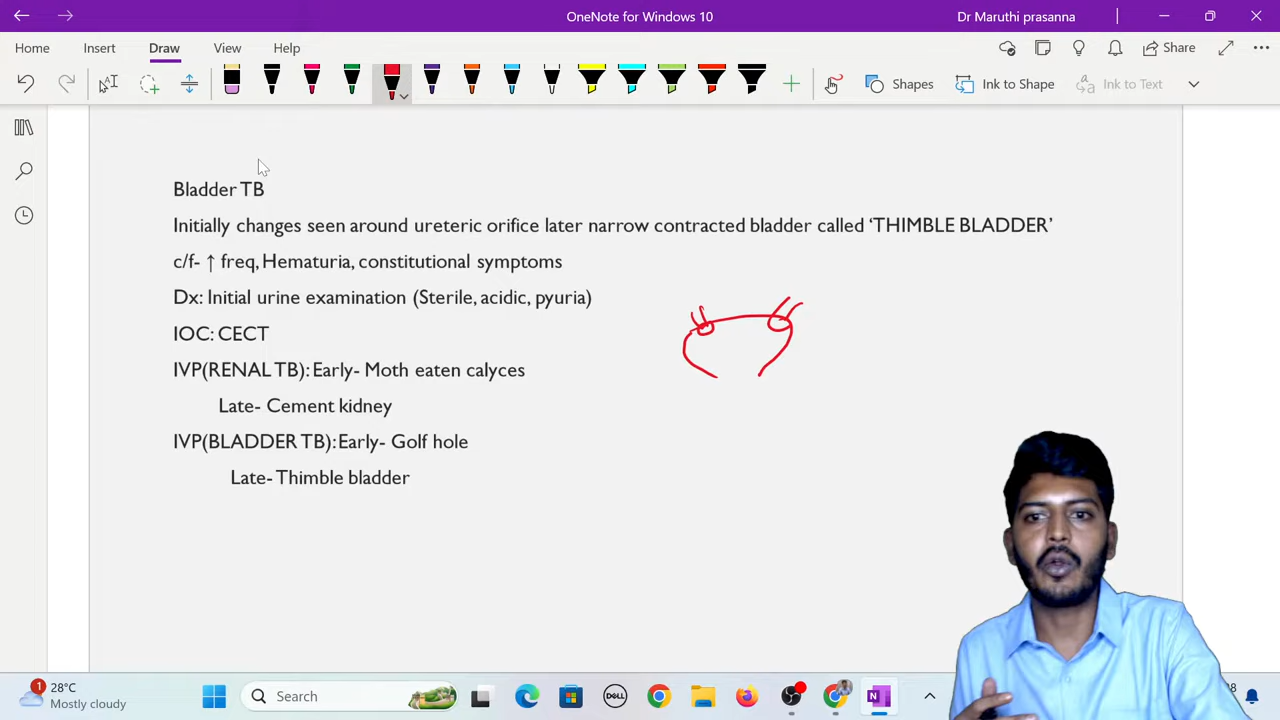 OneNote for Windows 10
Dr Maruthi prasanna
Home Insert Draw View Help
Share
Shapes
Ink to Shape
Ink to Text
Bladder TB
Initially changes seen around ureteric orifice later narrow contracted bladder called ‘THIMBLE BLADDER’
c/f- ↑ freq, Hematuria, constitutional symptoms
Dx: Initial urine examination (Sterile, acidic, pyuria)
IOC: CECT
IVP(RENAL TB): Early- Moth eaten calyces
Late- Cement kidney
IVP(BLADDER TB): Early- Golf hole
Late- Thimble bladder
1
28°C
Mostly cloudy
Search
DELL